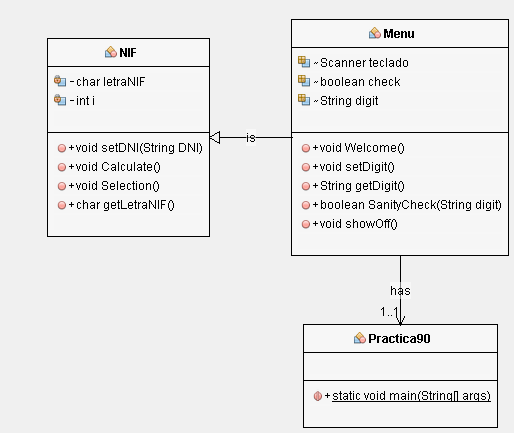 NIF
-char letraNIF
-int i
+void setDNI(String DNI)
+void Calculate()
+void Selection()
+char getLetraNIF()
is
Menu
~Scanner teclado
~boolean check
~String digit
+void Welcome()
+void setDigit()
+String getDigit()
+boolean SanityCheck(String digit)
+void showOff()
has
1..1
Practica90
+static void main(String[] args)